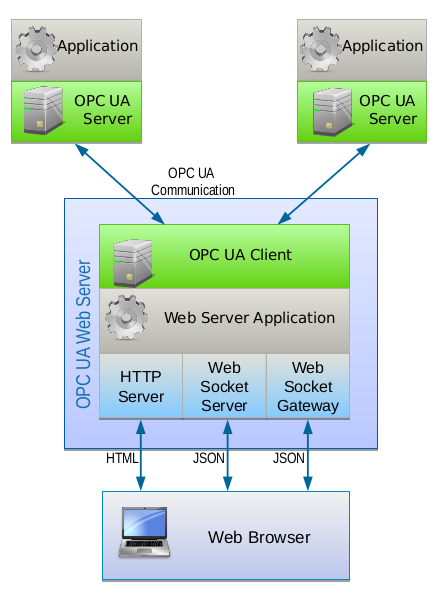 Application
Application
OPC UA
Server
OPC UA
Server
OPC UA
Communication
OPC UA Web Server
OPC UA Client
Web Server Application
HTTP
Server
Web
Socket
Server
Web
Socket
Gateway
HTML
JSON
JSON
Web Browser